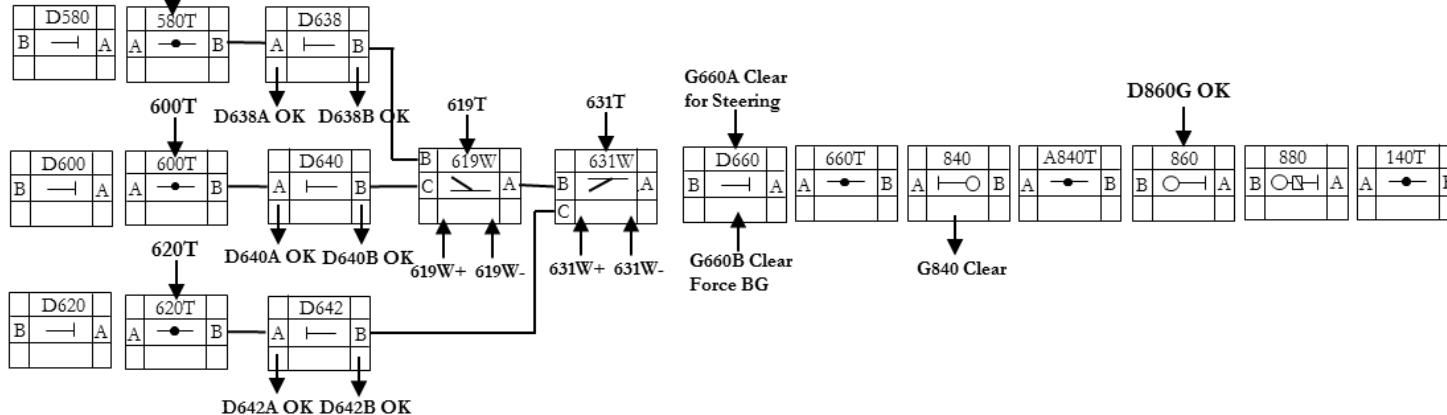 D580
B A
580T
A B
D638
A B
D638A OK D638B OK
600T
619T
631T
G660A Clear
for Steering
D860G OK
D600
B A
600T
A B
D640
A B
B 619W
C A
631W
B .A
C
D660
B A
660T
A B
840
A B
A840T
A B
860
B A
880
B A
140T
A B
D640A OK D640B OK
619W+ 619W-
631W+ 631W-
G660B Clear
Force BG
G840 Clear
620T
D620
B A
620T
A B
D642
A B
D642A OK D642B OK